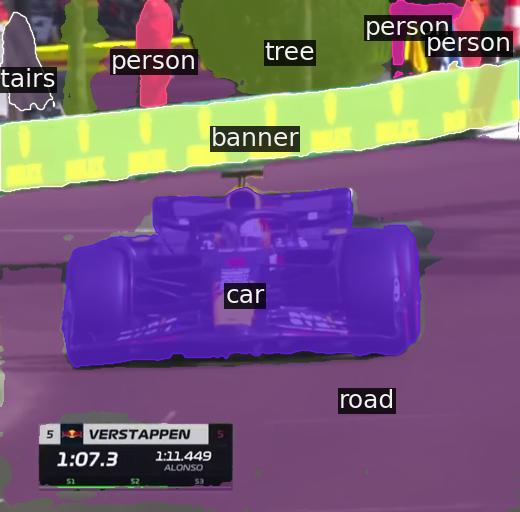 person
person
person
tree
tairs
banner
ROLEX
car
road
5 VERSTAPPEN 5
1:07.3 1:11.449
ALONSO
S1 S2 S3